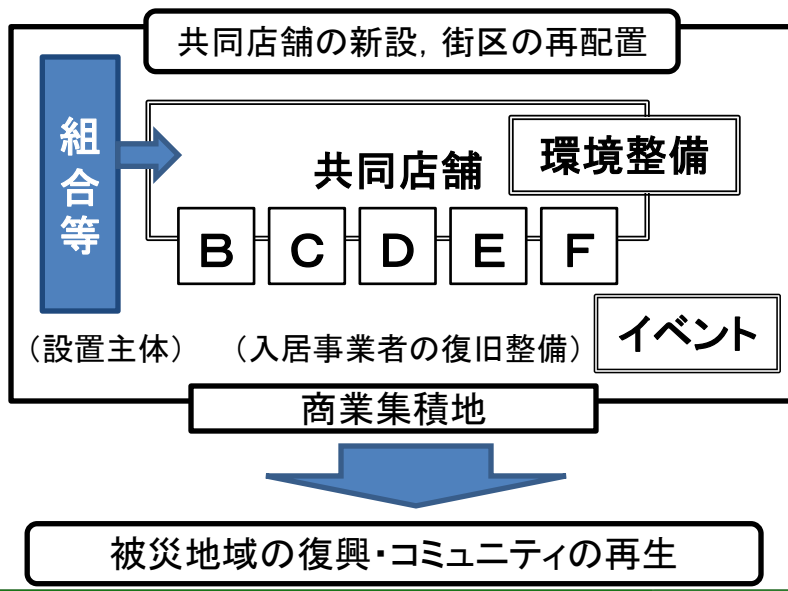 共同店舗の新設，街区の再配置
組合等
共同店舗
環境整備
B C D E F
イベント
（設置主体）
（入居事業者の復旧整備）
商業集積地
被災地域の復興・コミュニティの再生